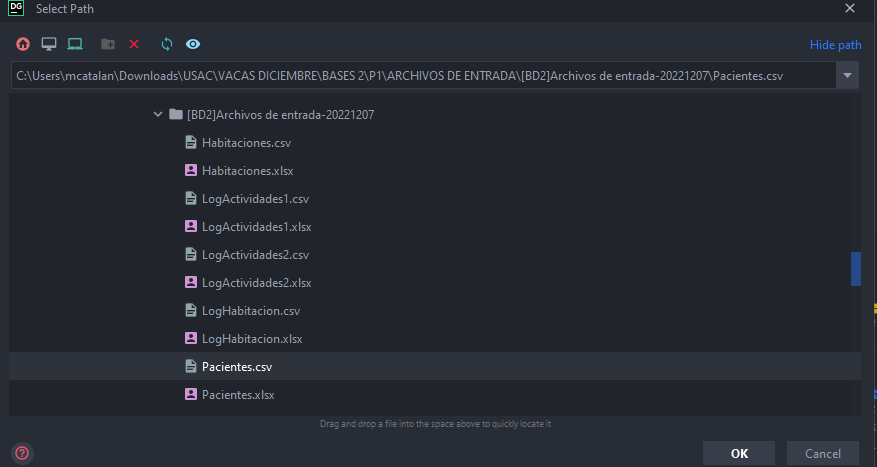 DG
Select Path
Hide path
C:\Users\mcatalan\Downloads\USAC\VACAS DICIEMBRE\BASES 2\P1\ARCHIVOS DE ENTRADA\[BD2]Archivos de entrada-20221207\Pacientes.csv
[BD2]Archivos de entrada-20221207
Habitaciones.csv
Habitaciones.xlsx
LogActividades1.csv
LogActividades1.xlsx
LogActividades2.csv
LogActividades2.xlsx
LogHabitacion.csv
LogHabitacion.xlsx
Pacientes.csv
Pacientes.xlsx
Drag and drop a file into the space above to quickly locate it
? OK Cancel